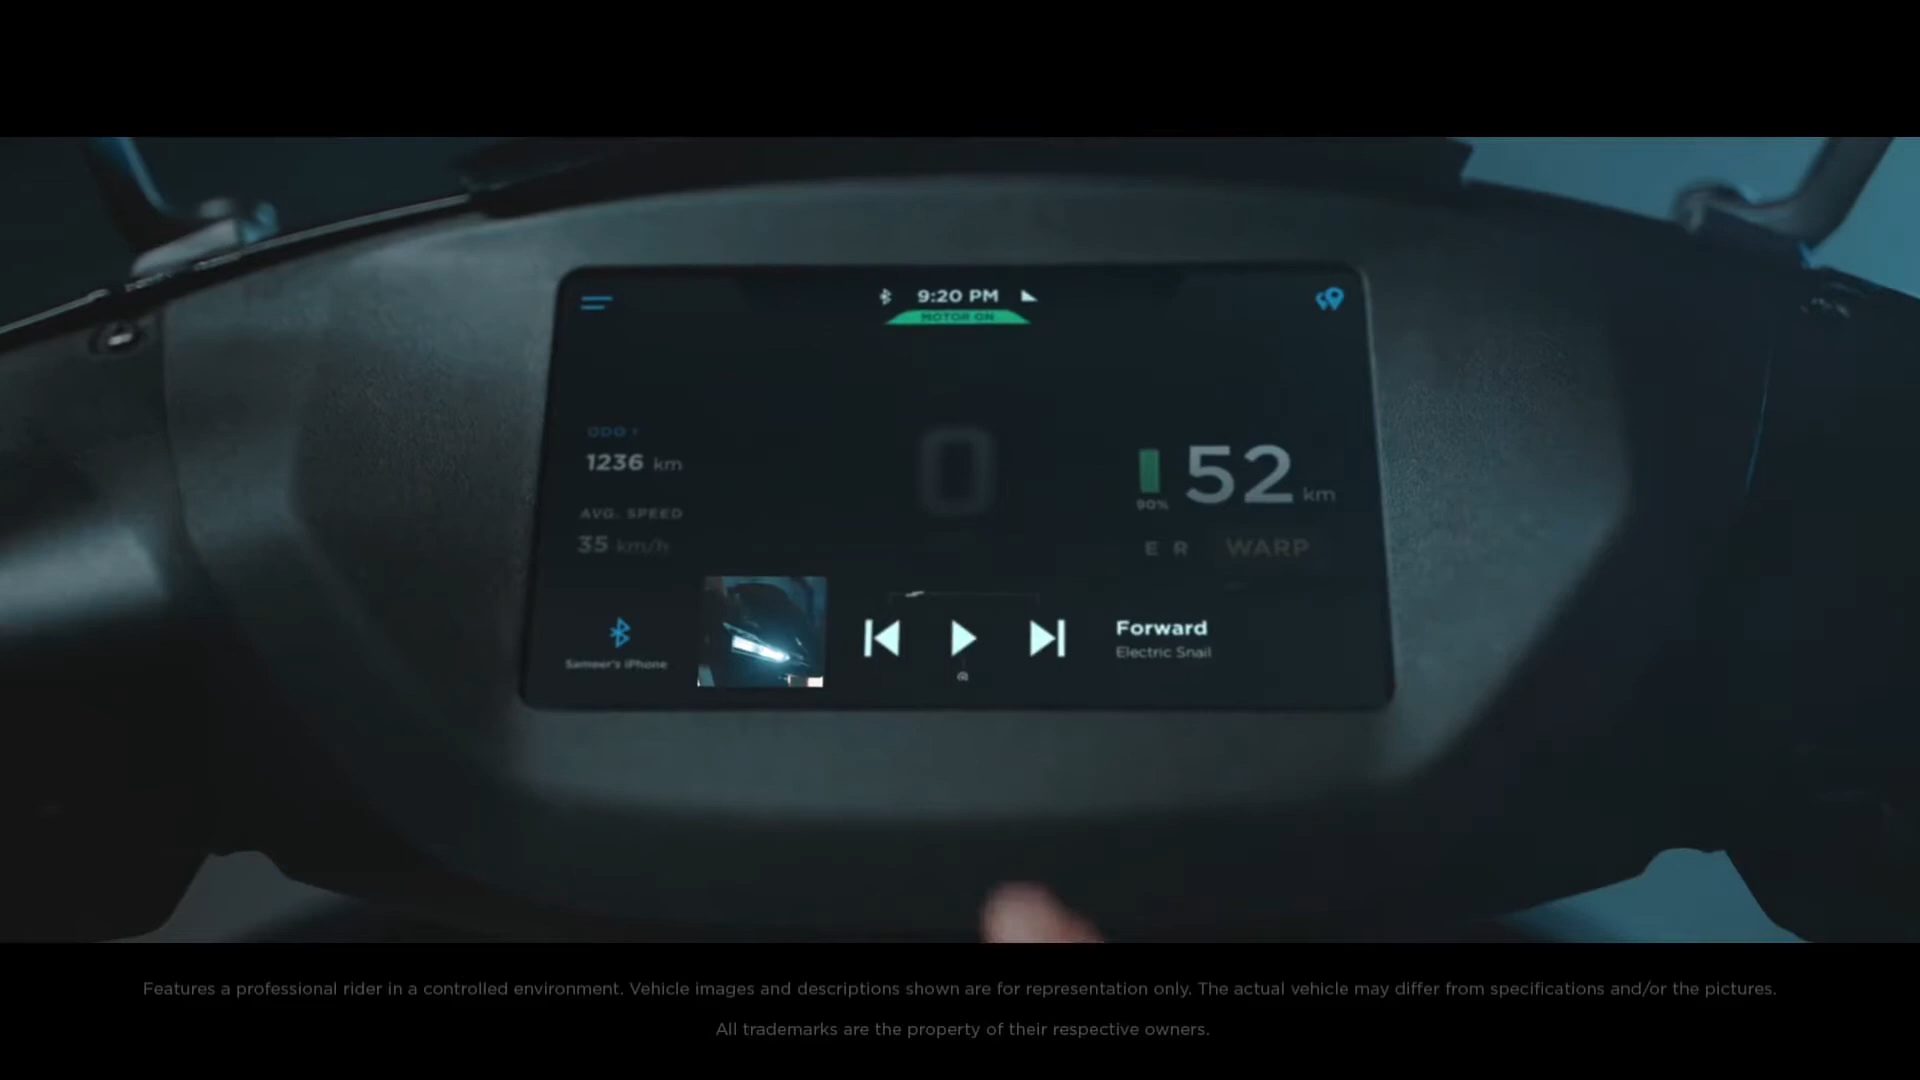 9:20 PM
MOTOR ON
ODO
1236 km
AVG. SPEED
35 km/h
0
90%
52 km
E R WARP
Sameer's iPhone
Forward
Electric Snail
Features a professional rider in a controlled environment. Vehicle images and descriptions shown are for representation only. The actual vehicle may differ from specifications and/or the pictures.
All trademarks are the property of their respective owners.